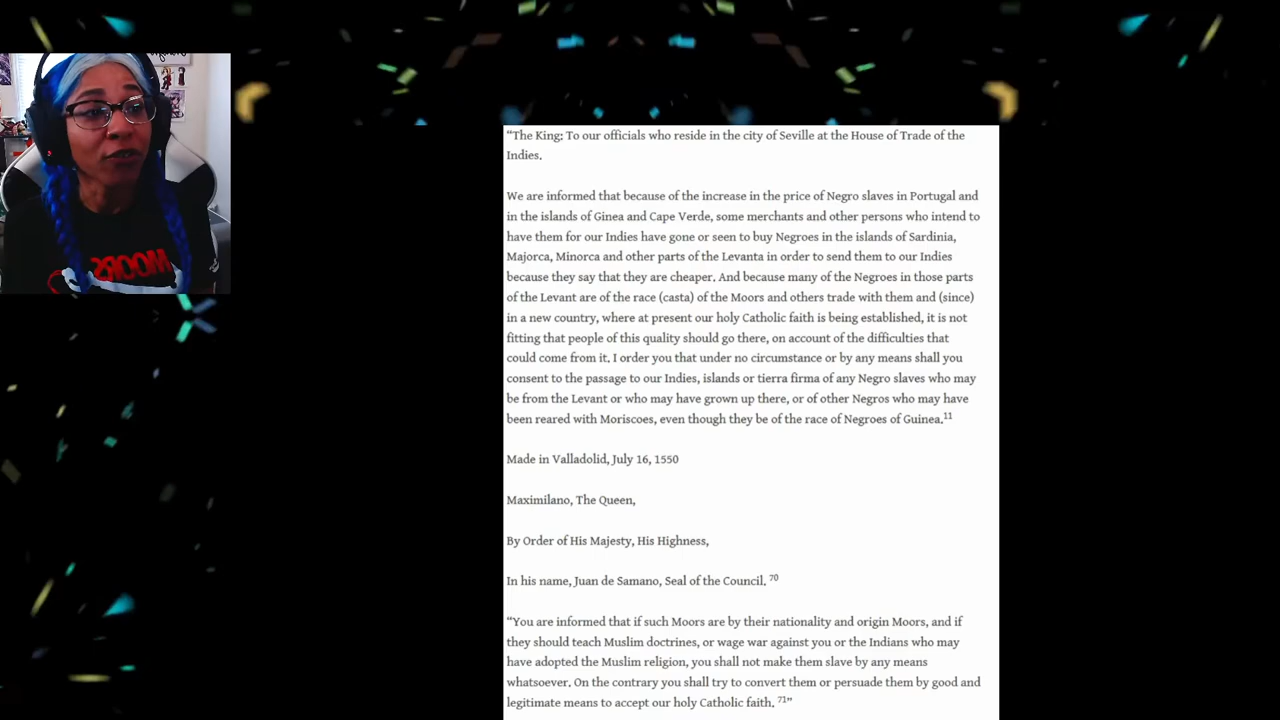 MOORS
“The King: To our officials who reside in the city of Seville at the House of Trade of the
Indies.
We are informed that because of the increase in the price of Negro slaves in Portugal and
in the islands of Ginea and Cape Verde, some merchants and other persons who intend to
have them for our Indies have gone or seen to buy Negroes in the islands of Sardinia,
Majorca, Minorca and other parts of the Levanta in order to send them to our Indies
because they say that they are cheaper. And because many of the Negroes in those parts
of the Levant are of the race (casta) of the Moors and others trade with them and (since)
in a new country, where at present our holy Catholic faith is being established, it is not
fitting that people of this quality should go there, on account of the difficulties that
could come from it. I order you that under no circumstance or by any means shall you
consent to the passage to our Indies, islands or tierra firma of any Negro slaves who may
be from the Levant or who may have grown up there, or of other Negros who may have
been reared with Moriscoes, even though they be of the race of Negroes of Guinea.11
Made in Valladolid, July 16, 1550
Maximilano, The Queen,
By Order of His Majesty, His Highness,
In his name, Juan de Samano, Seal of the Council. 70
“You are informed that if such Moors are by their nationality and origin Moors, and if
they should teach Muslim doctrines, or wage war against you or the Indians who may
have adopted the Muslim religion, you shall not make them slave by any means
whatsoever. On the contrary you shall try to convert them or persuade them by good and
legitimate means to accept our holy Catholic faith. 71”